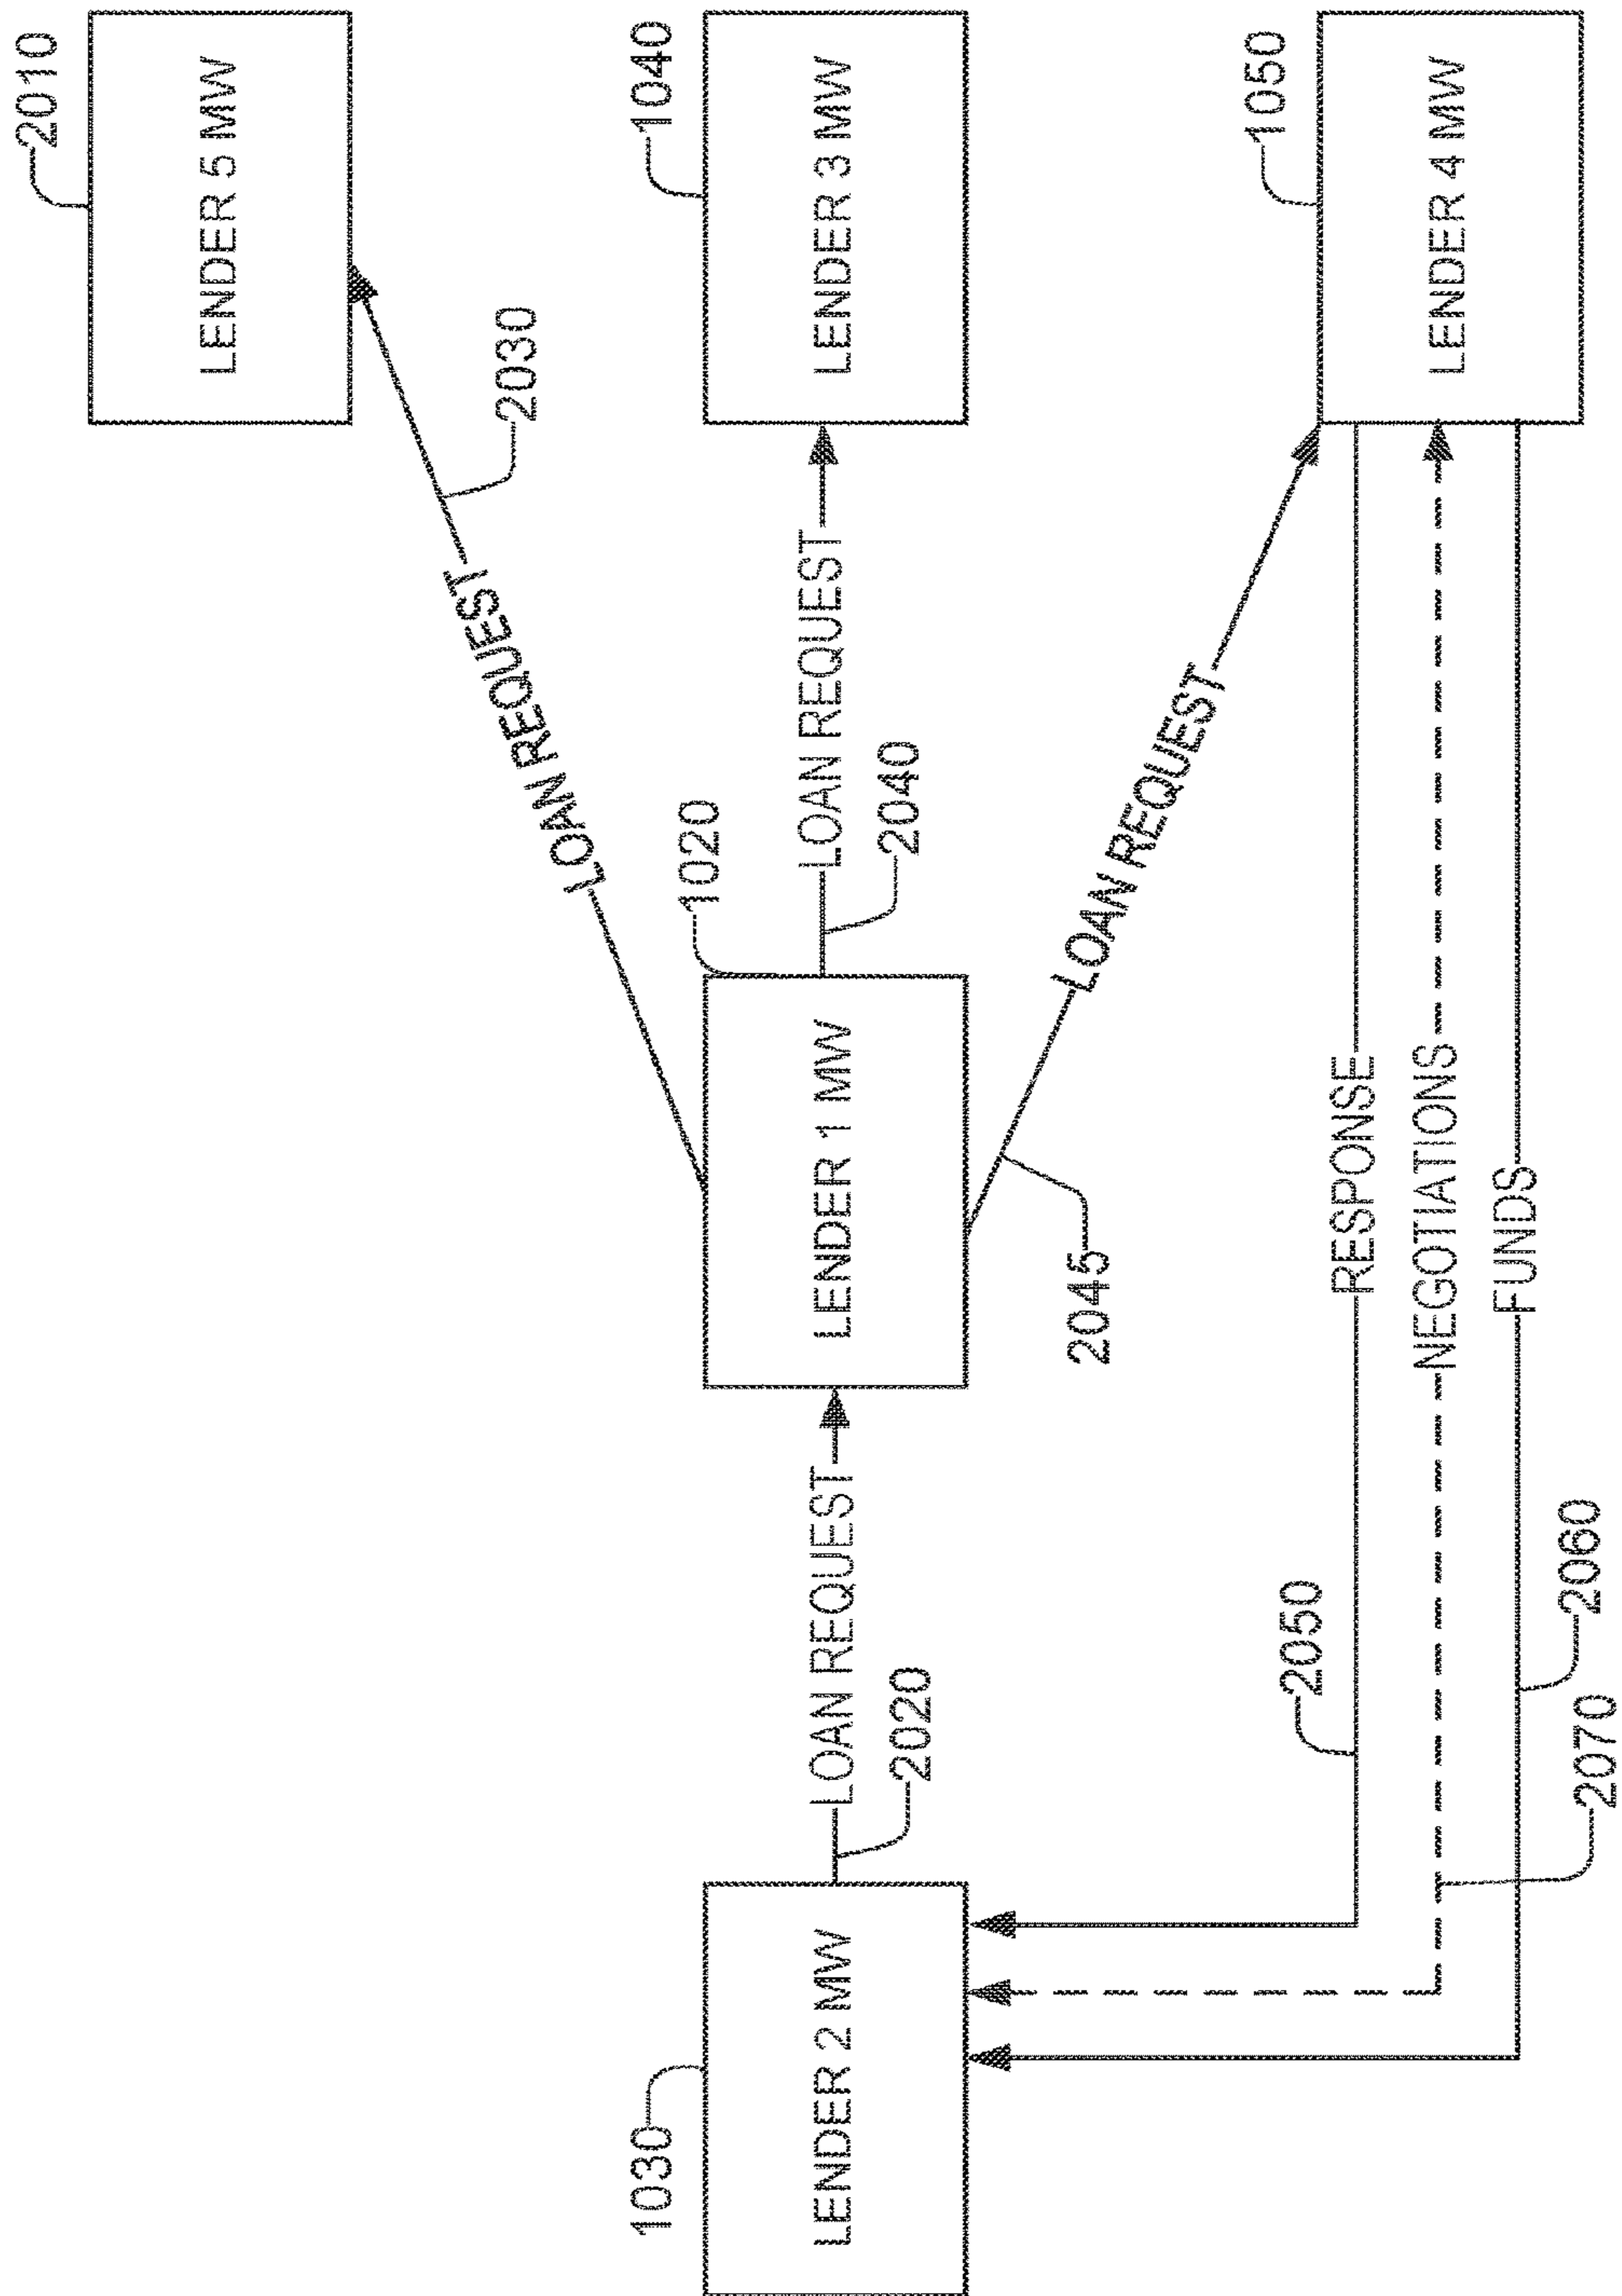 2010
LENDER 5 MW
LOAN REQUEST
2030
1030
LENDER 2 MW
LOAN REQUEST
2020
1020
LENDER 1 MW
LOAN REQUEST
2040
1040
LENDER 3 MW
2045
LOAN REQUEST
1050
LENDER 4 MW
2050
RESPONSE
NEGOTIATIONS
FUNDS
2060
2070